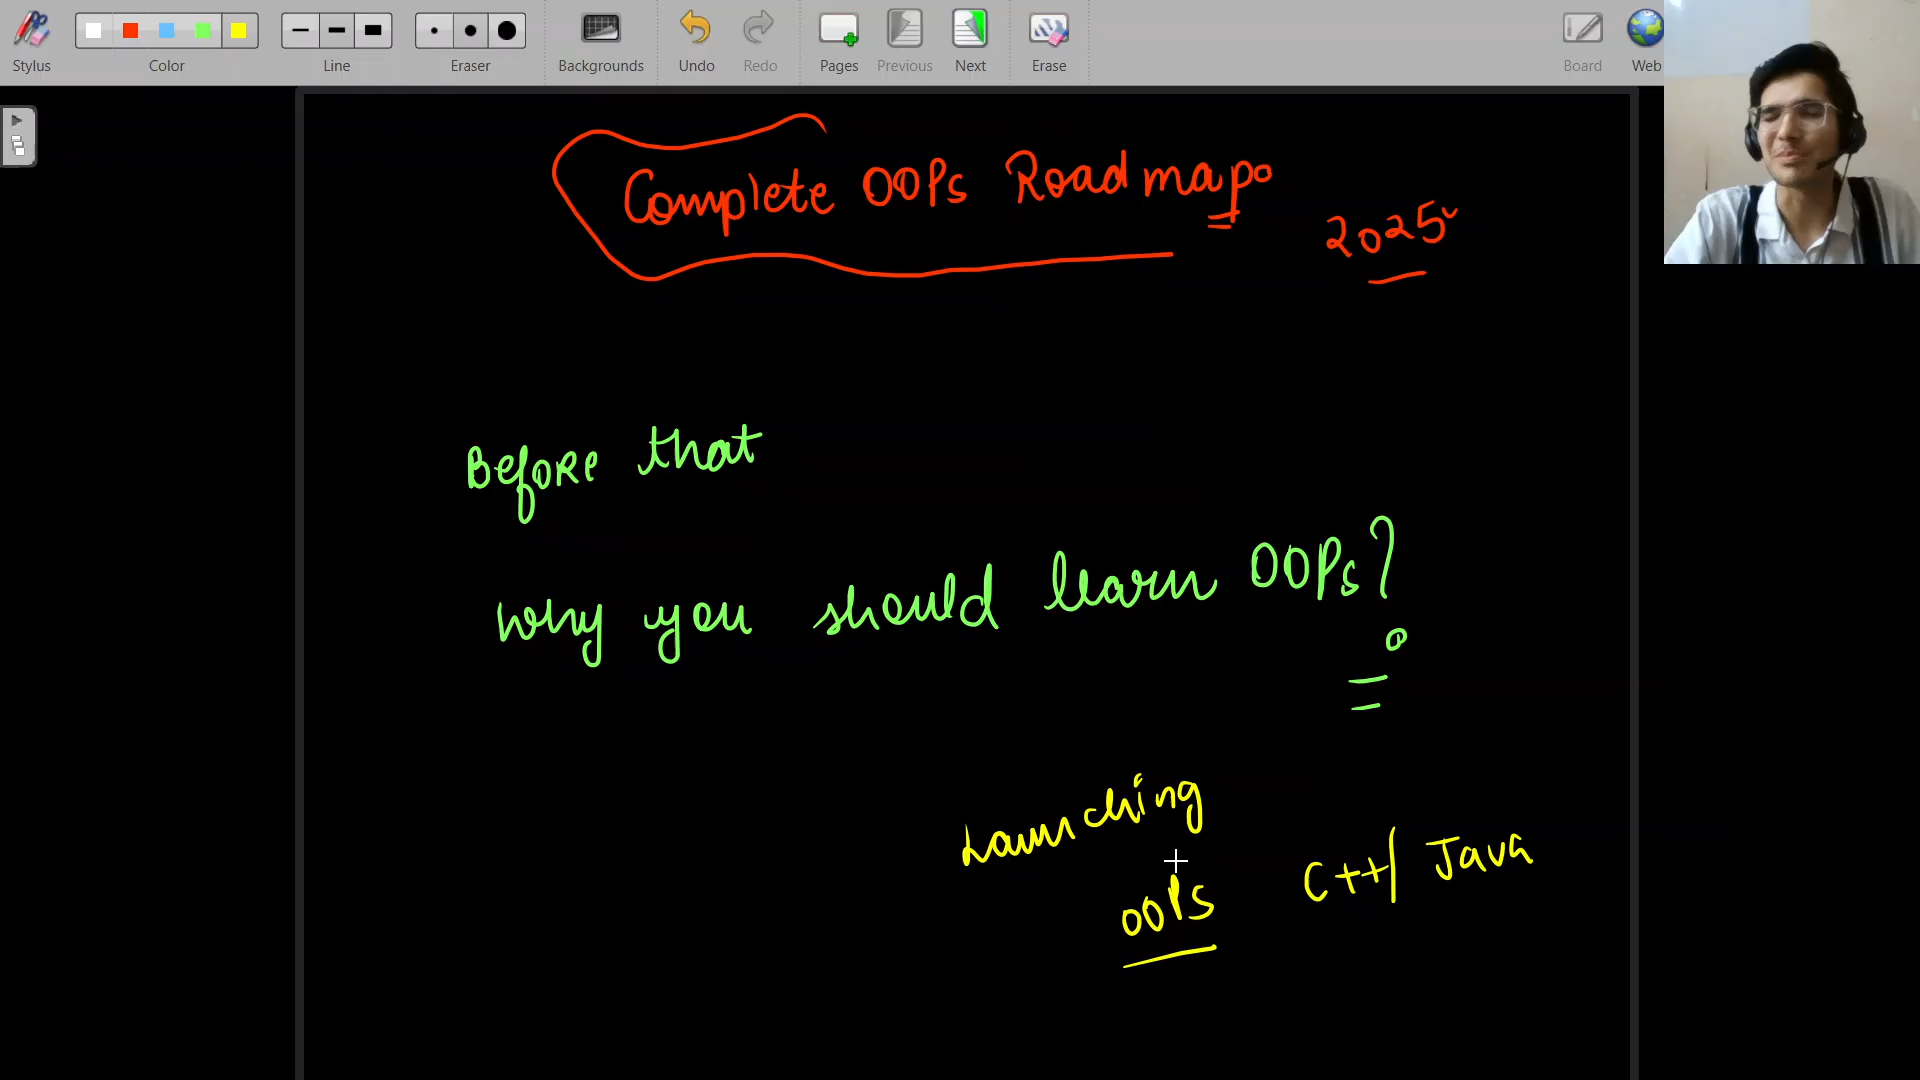 Stylus Color Line Eraser Backgrounds Undo Redo Pages Previous Next Erase Board Web
Complete OOPs Roadmap
2025
Before that
why you should learn OOPs?
Launching
OOPS
C++/ Java